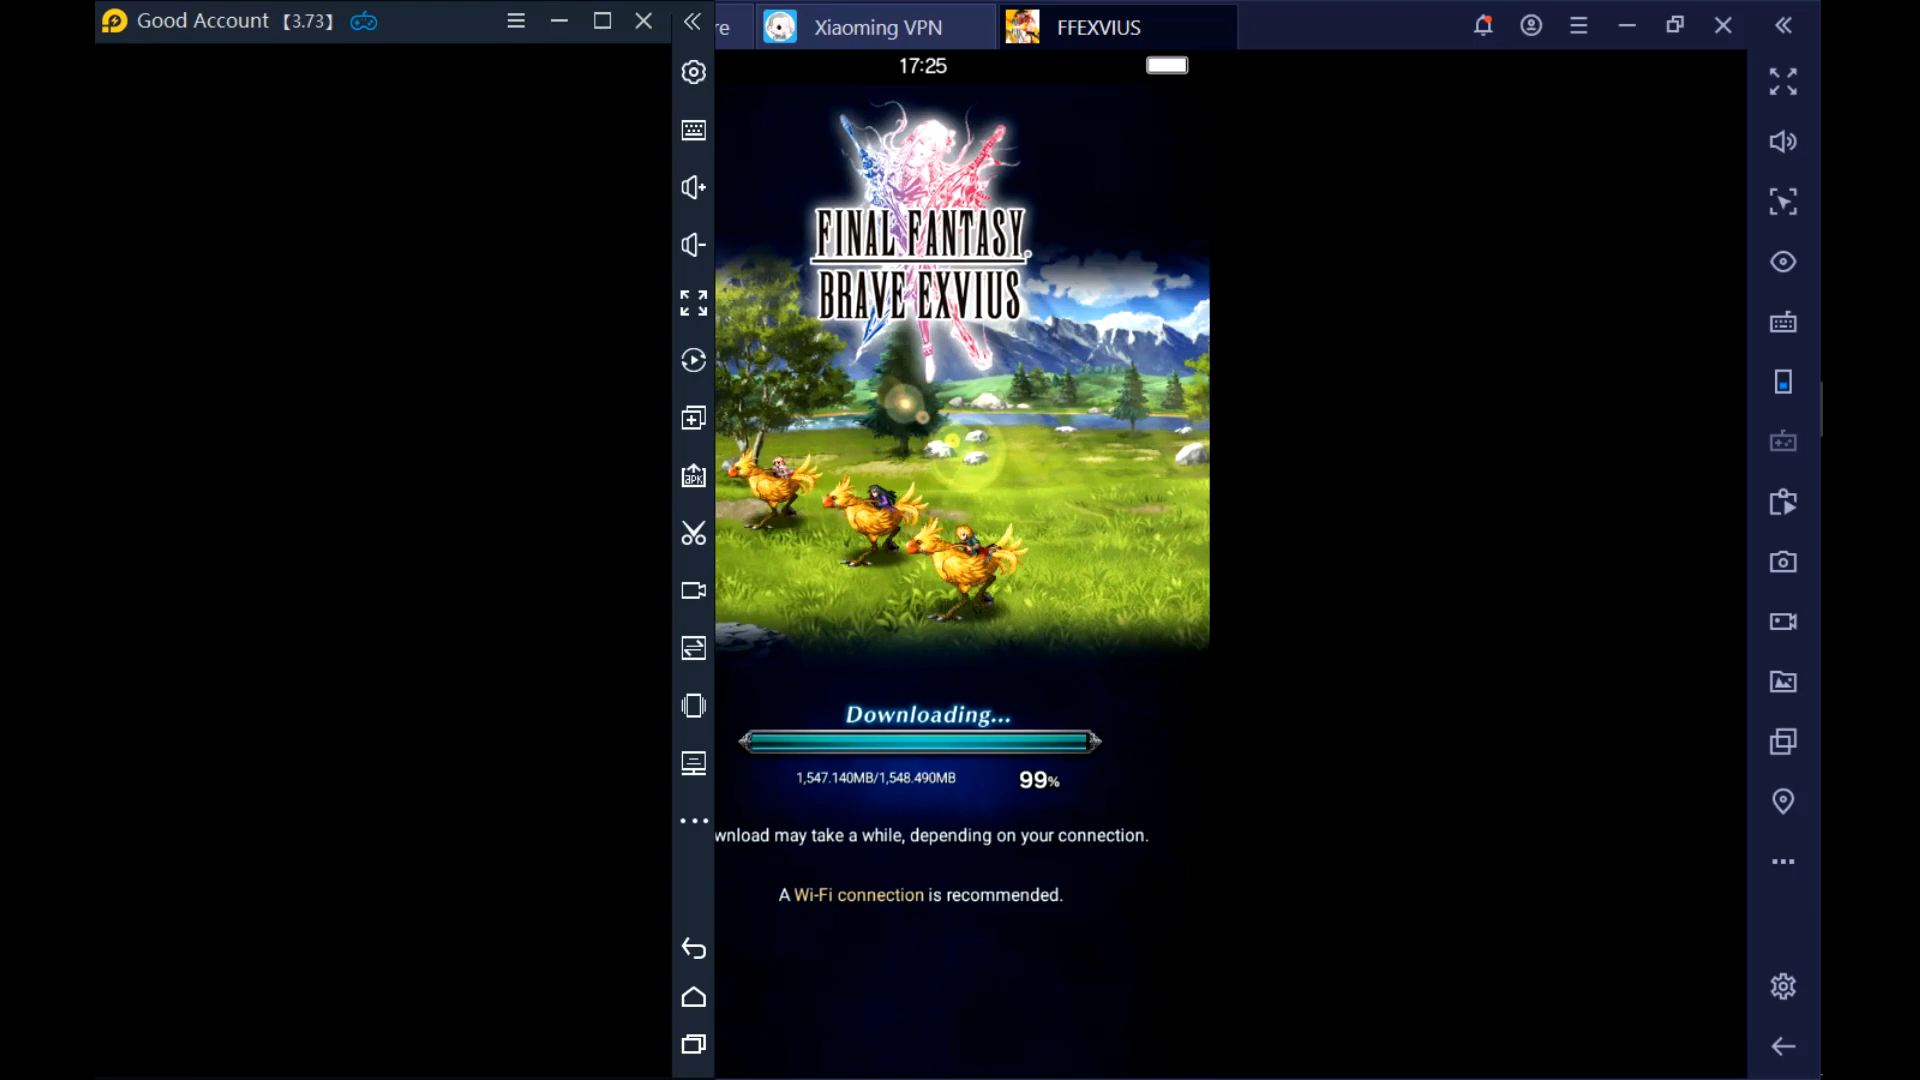 Good Account 【3.73】
re
Xiaoming VPN
FFEXVIUS
17:25
FINAL FANTASY®
BRAVE EXVIUS
APK
Downloading...
1,547.140MB/1,548.490MB
99%
wnload may take a while, depending on your connection.
A Wi-Fi connection is recommended.